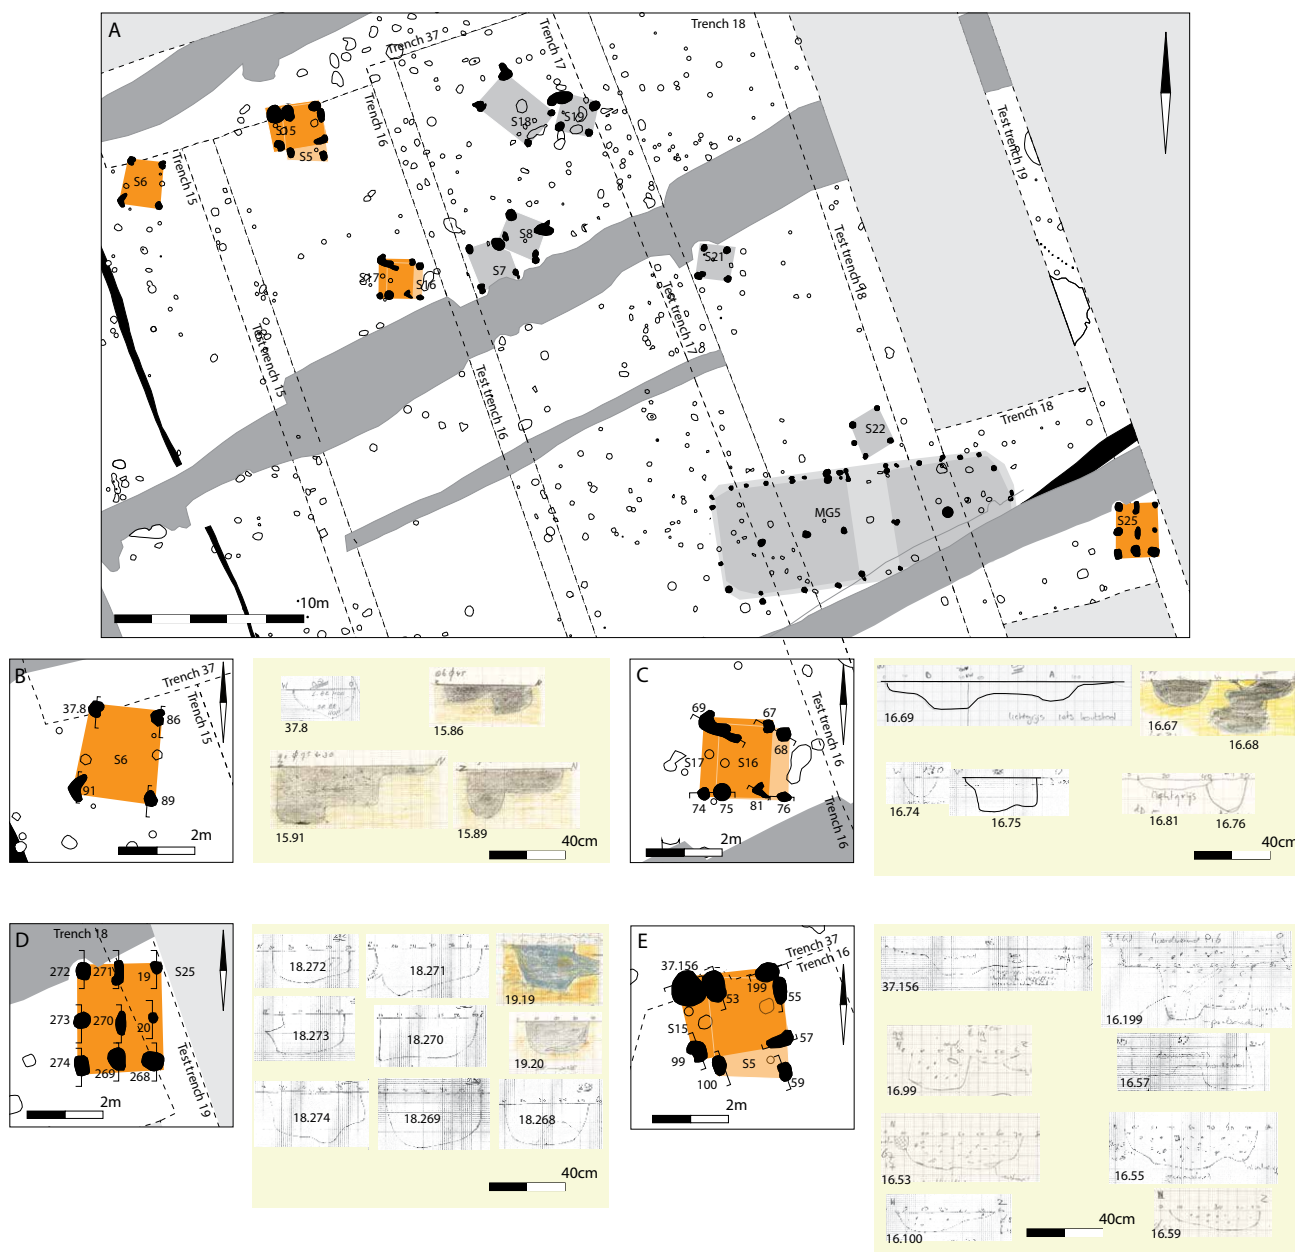 A
Trench 18
Trench 37
Trench 17
Trench 16
Trench 15
Test trench 19
S15
S5
S6
S18
S19
S8
S7
S17
S16
S21
Test trench 18
Test trench 17
Test trench 15
Test trench 16
S22
Trench 18
MG5
S25
10m
B
Trench 37
Trench 15
37.8
86
S6
91
89
2m
37.8
15.86
15.91
15.89
40cm
C
Test trench 16
Trench 16
69
67
68
S17
S16
74
75
81
76
2m
16.69
16.67
16.68
16.74
16.75
16.81
16.76
40cm
D
Trench 18
272
271
19
S25
273
270
20
274
269
268
Test trench 19
2m
18.272
18.271
19.19
18.273
18.270
19.20
18.274
18.269
18.268
40cm
E
Trench 37
Trench 16
37.156
199
53
55
S15
57
99
S5
100
59
2m
37.156
16.199
16.99
16.57
16.53
16.55
16.100
16.59
40cm